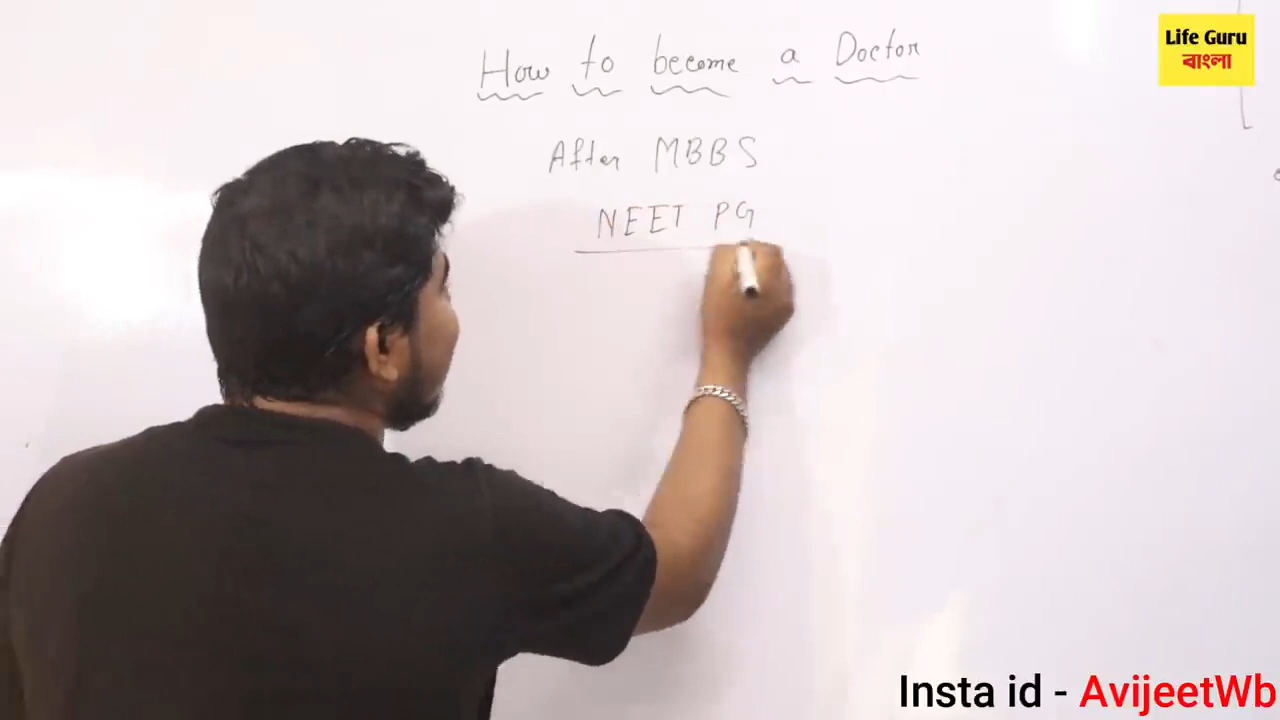 How to become a Doctor
Life Guru
বাংলা
After MBBS
NEET PG
Insta id - AvijeetWb